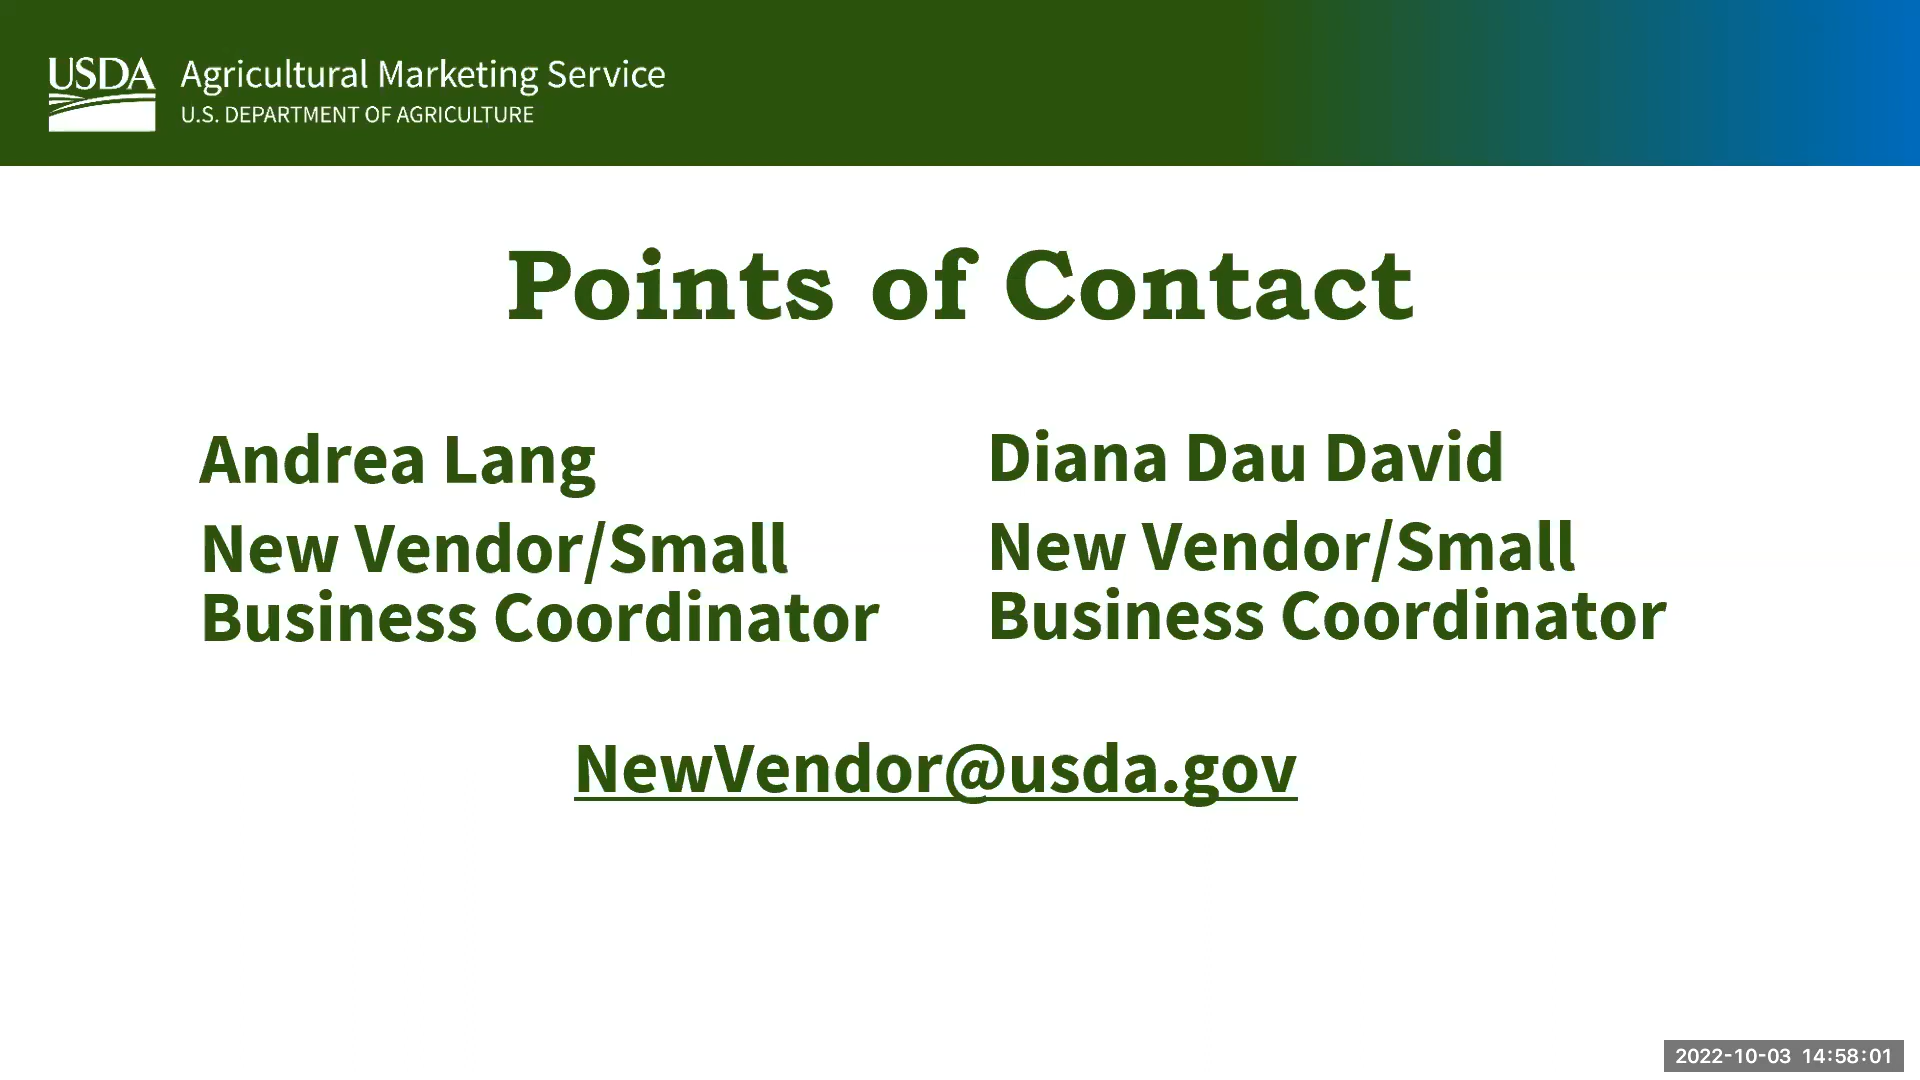 USDA
Agricultural Marketing Service
U.S. DEPARTMENT OF AGRICULTURE
Points of Contact
Andrea Lang
New Vendor/Small
Business Coordinator
Diana Dau David
New Vendor/Small
Business Coordinator
NewVendor@usda.gov
2022-10-03 14:58:01